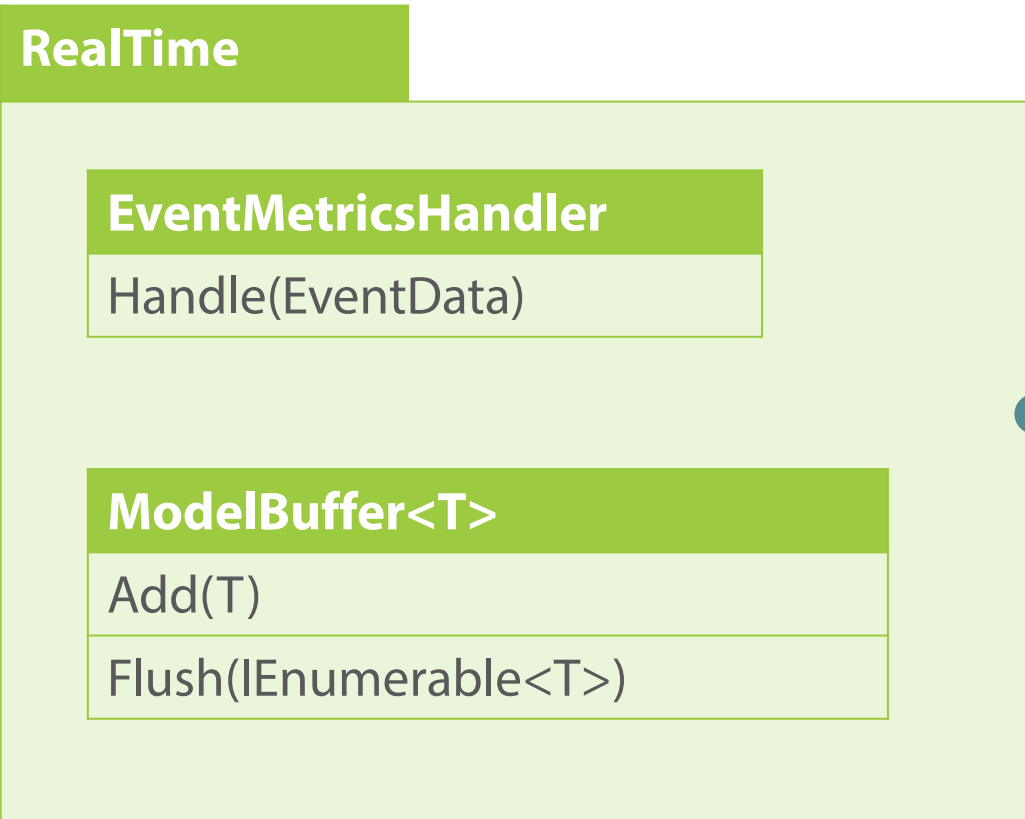 RealTime
EventMetricsHandler
Handle(EventData)
ModelBuffer<T>
Add(T)
Flush(IEnumerable<T>)